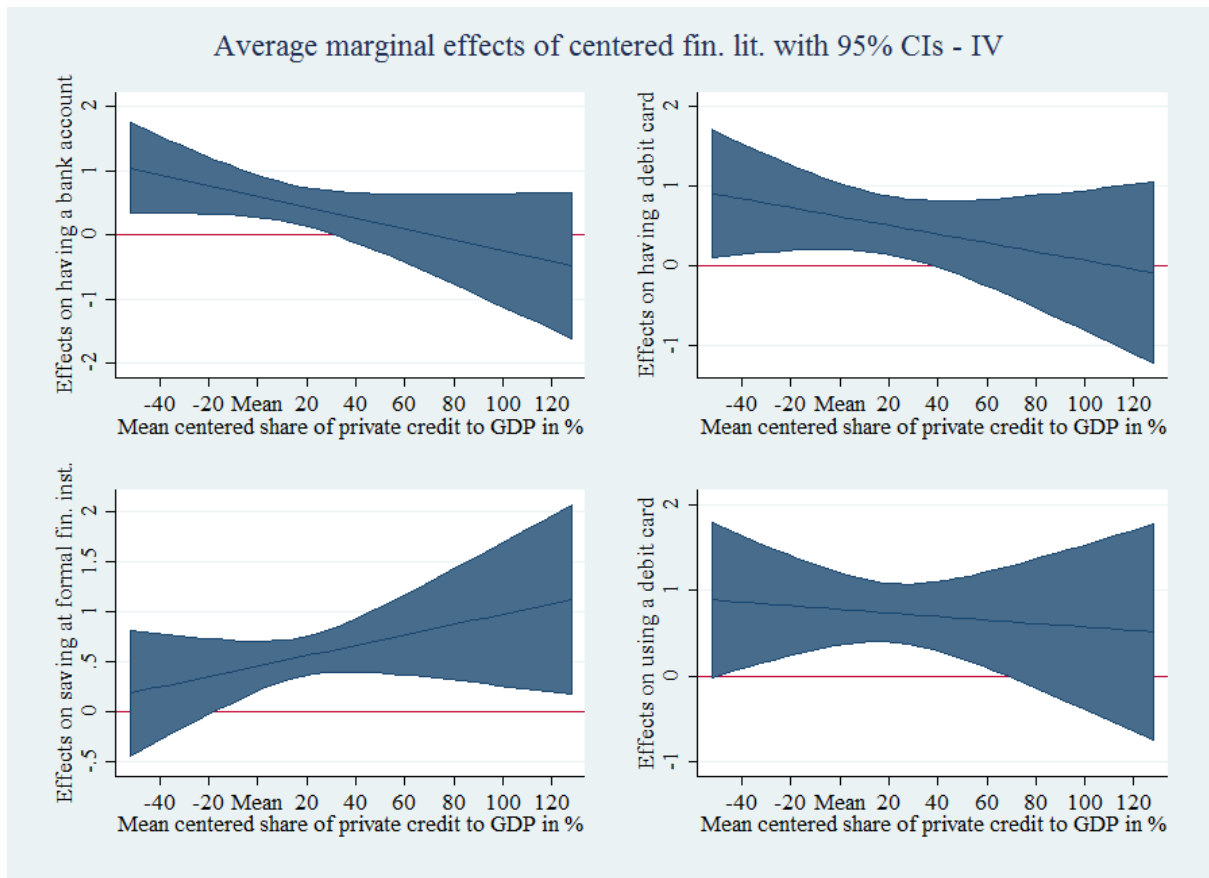 Average marginal effects of centered fin. lit. with 95% CIs - IV
Effects on having a bank account
2
1
0
-1
-2
-40 -20 Mean 20 40 60 80 100 120
Mean centered share of private credit to GDP in %
Effects on having a debit card
2
1
0
-1
-40 -20 Mean 20 40 60 80 100 120
Mean centered share of private credit to GDP in %
Effects on saving at formal fin. inst.
2
1.5
1
.5
0
-.5
-40 -20 Mean 20 40 60 80 100 120
Mean centered share of private credit to GDP in %
Effects on using a debit card
2
1
0
-1
-40 -20 Mean 20 40 60 80 100 120
Mean centered share of private credit to GDP in %